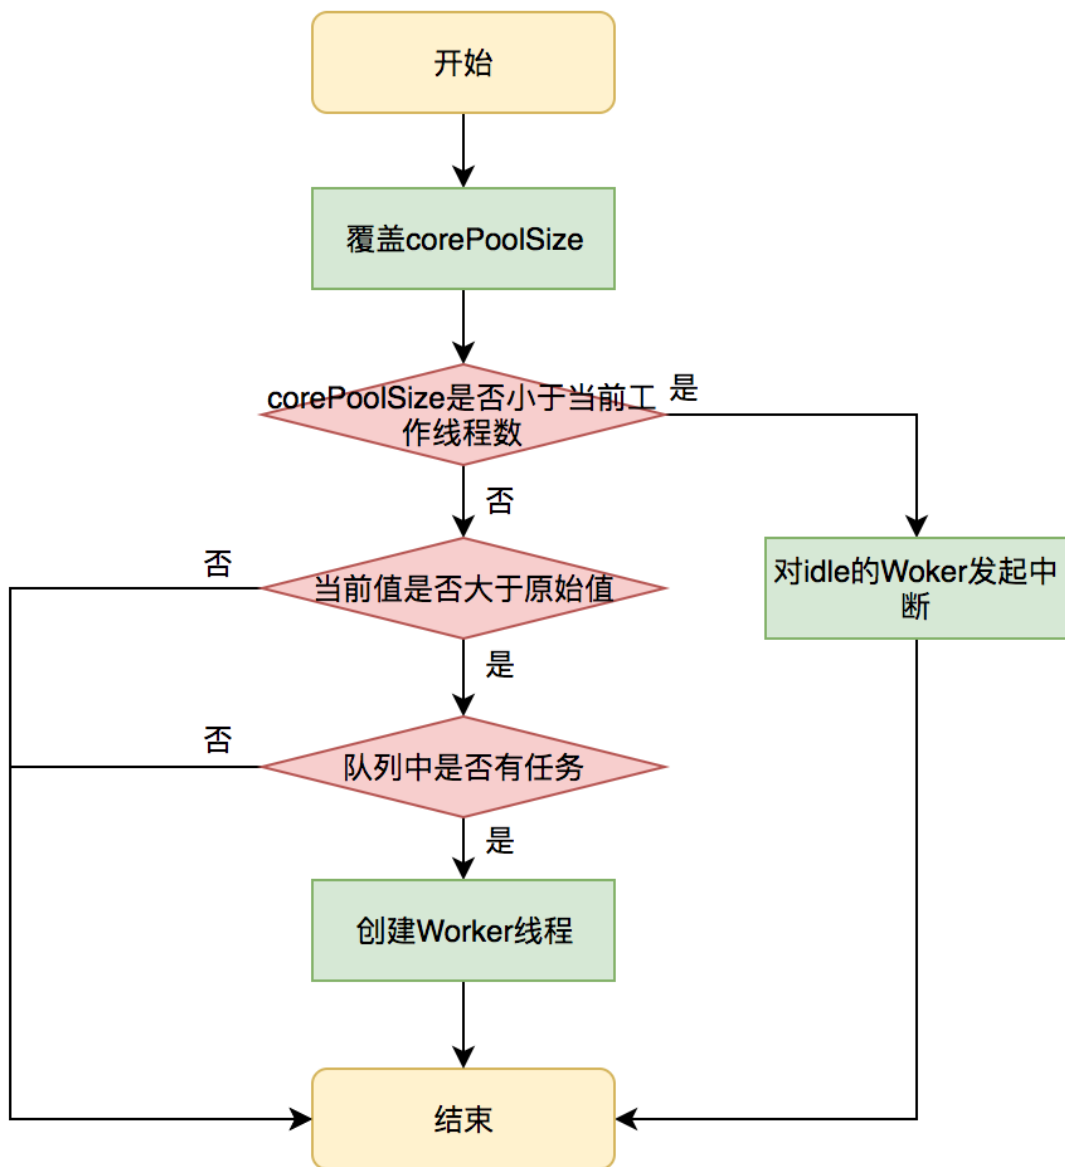 开始
覆盖corePoolSize
corePoolSize是否小于当前工
作线程数
是
否
对idle的Woker发起中
断
否
当前值是否大于原始值
是
否
队列中是否有任务
是
创建Worker线程
结束